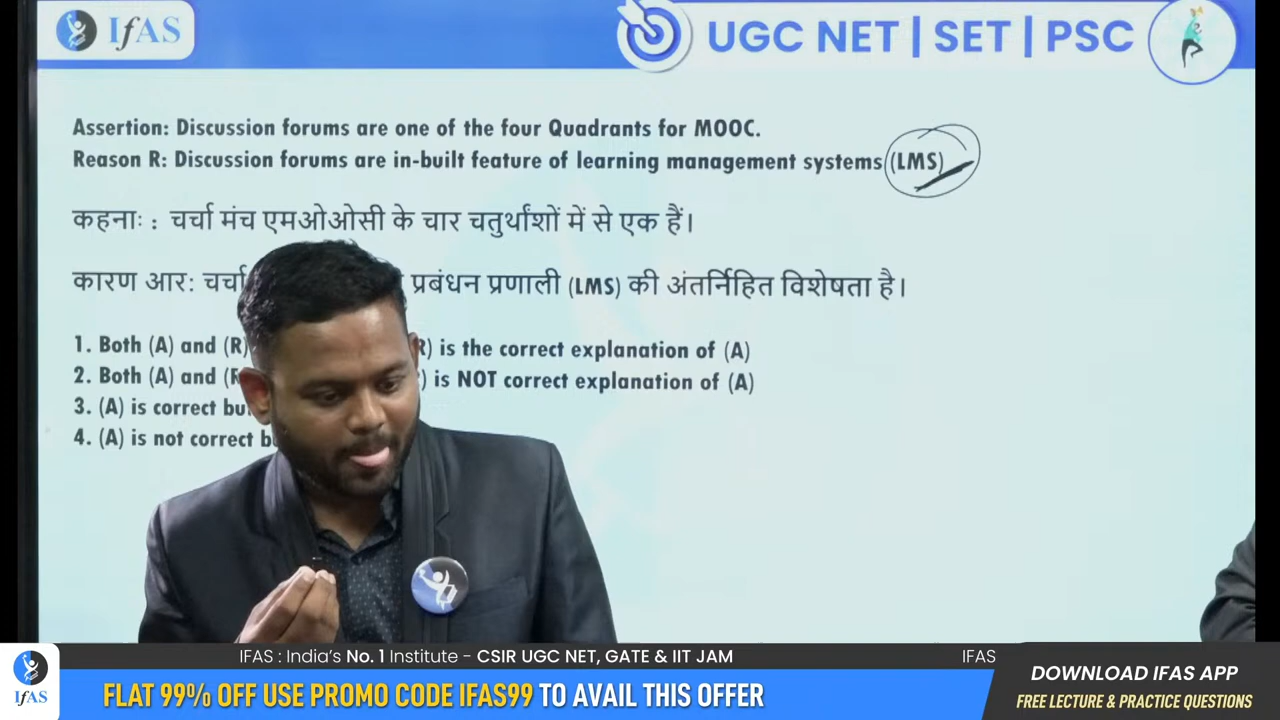 IfAS
UGC NET | SET | PSC
Assertion: Discussion forums are one of the four Quadrants for MOOC.
Reason R: Discussion forums are in-built feature of learning management systems (LMS)
कहनाः : चर्चा मंच एमओओसी के चार चतुर्थांशों में से एक हैं।
कारण आर: चर्चा प्रबंधन प्रणाली (LMS) की अंतर्निहित विशेषता है।
1. Both (A) and (R) is the correct explanation of (A)
2. Both (A) and (R) is NOT correct explanation of (A)
3. (A) is correct
4. (A) is not correct
IFAS : India's No. 1 Institute - CSIR UGC NET, GATE & IIT JAM IFAS
IfAS
FLAT 99% OFF USE PROMO CODE IFAS99 TO AVAIL THIS OFFER
DOWNLOAD IFAS APP
FREE LECTURE & PRACTICE QUESTIONS